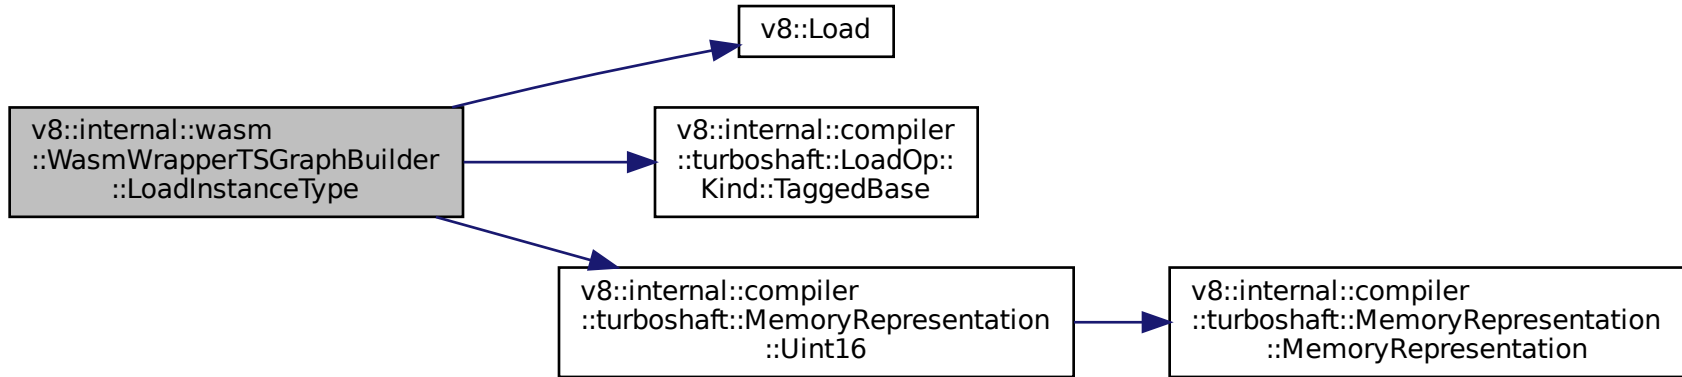 v8::Load
v8::internal::wasm
::WasmWrapperTSGraphBuilder
::LoadInstanceType
v8::internal::compiler
::turboshaft::LoadOp::
Kind::TaggedBase
v8::internal::compiler
::turboshaft::MemoryRepresentation
::Uint16
v8::internal::compiler
::turboshaft::MemoryRepresentation
::MemoryRepresentation